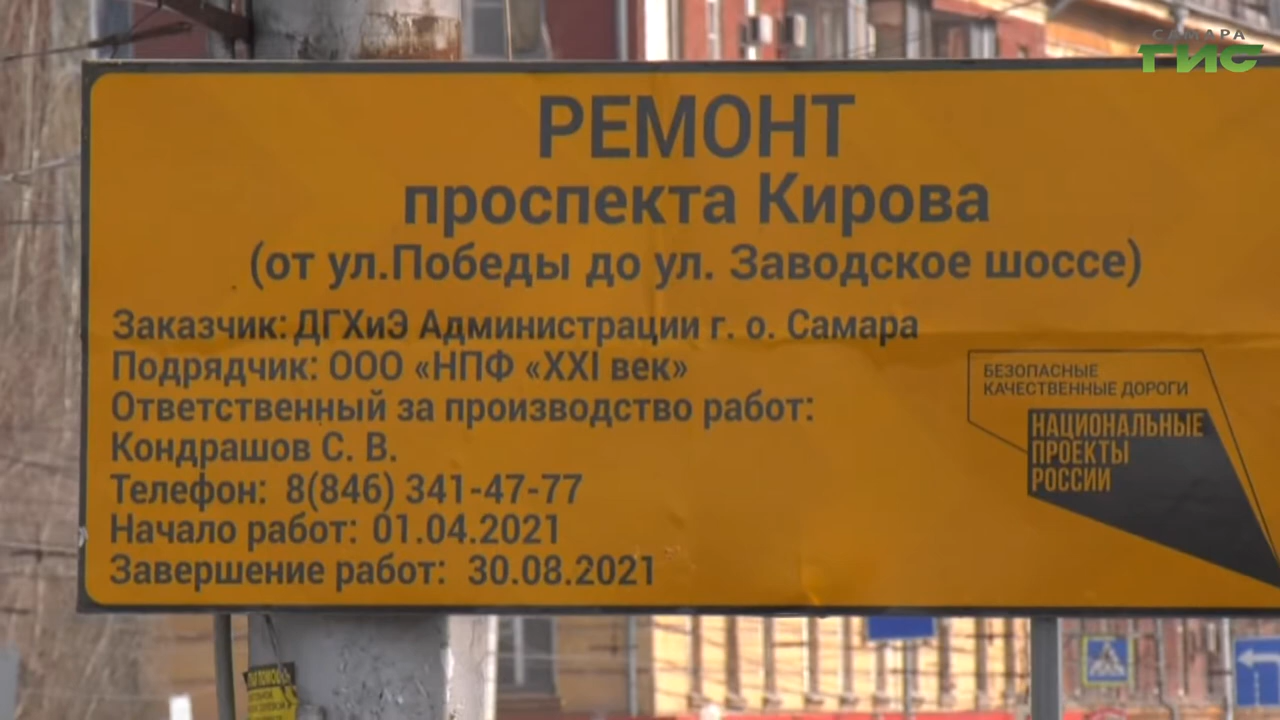 САМАРА
ГИС
РЕМОНТ
проспекта Кирова
(от ул.Победы до ул. Заводское шоссе)
Заказчик: ДГХиЭ Администрации г. о. Самара
Подрядчик: ООО «НПФ «XXI век»
Ответственный за производство работ:
Кондрашов С. В.
Телефон: 8(846) 341-47-77
Начало работ: 01.04.2021
Завершение работ: 30.08.2021
БЕЗОПАСНЫЕ
КАЧЕСТВЕННЫЕ ДОРОГИ
НАЦИОНАЛЬНЫЕ
ПРОЕКТЫ
РОССИИ